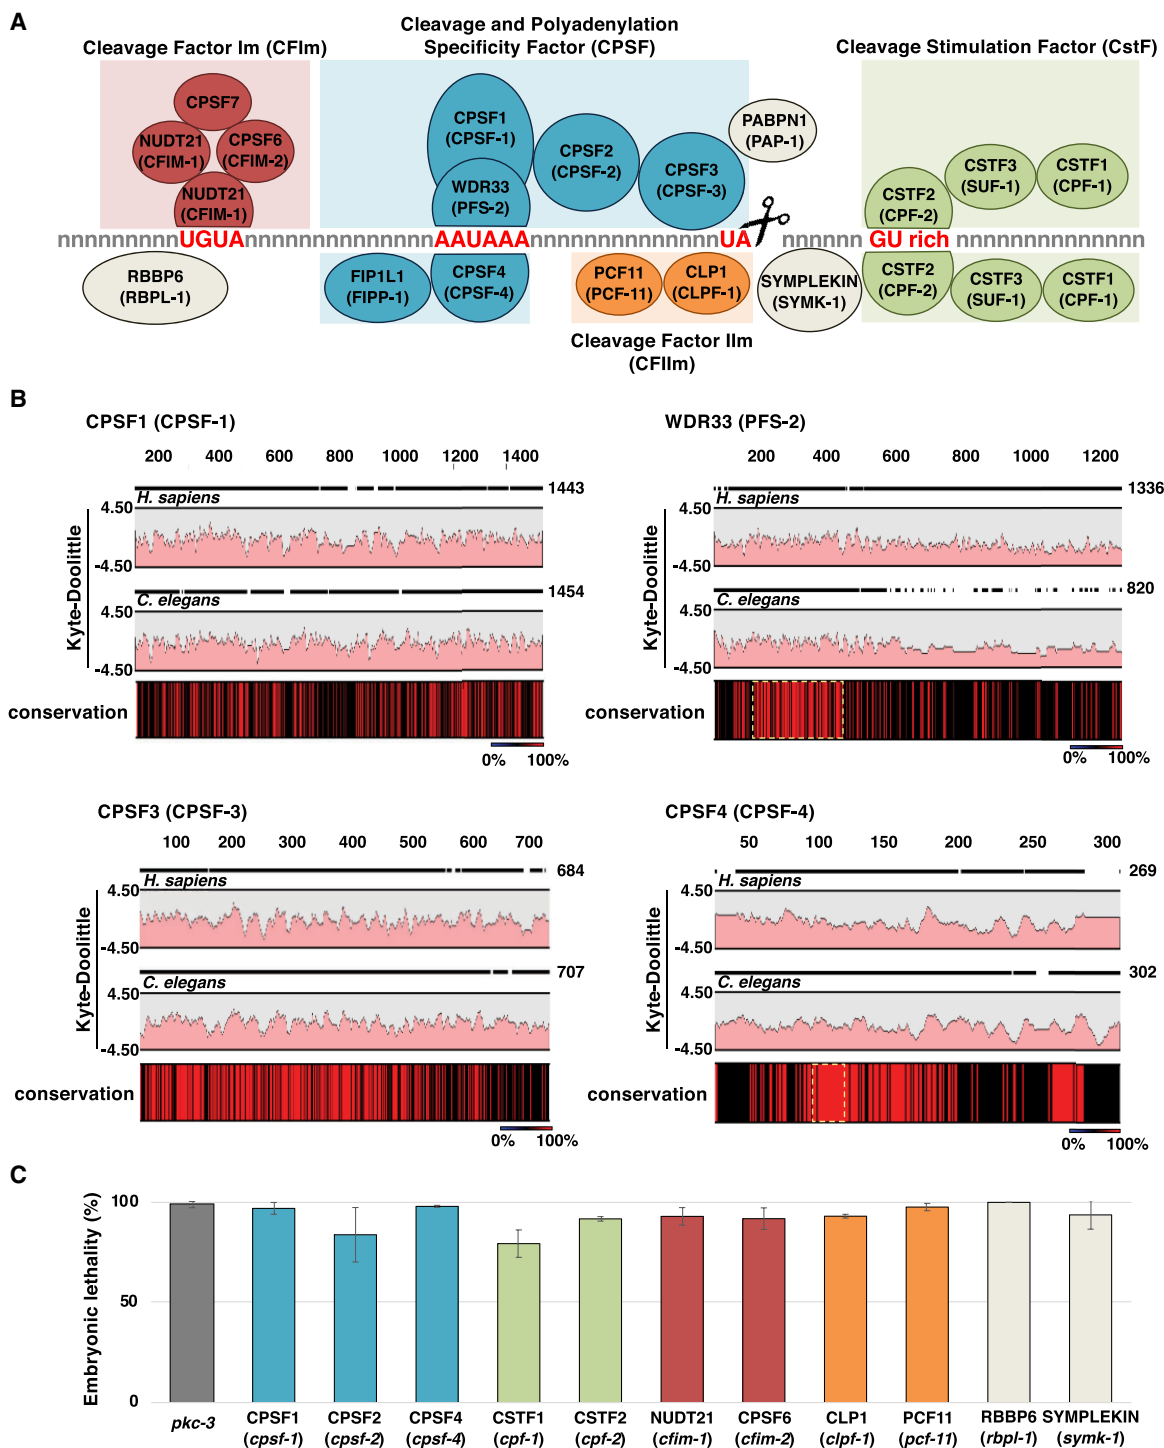 A
Cleavage Factor Im (CFIm)
Cleavage and Polyadenylation
Specificity Factor (CPSF)
Cleavage Stimulation Factor (CstF)
CPSF7
NUDT21
(CFIM-1)
CPSF6
(CFIM-2)
NUDT21
(CFIM-1)
CPSF1
(CPSF-1)
WDR33
(PFS-2)
CPSF2
(CPSF-2)
CPSF3
(CPSF-3)
PABPN1
(PAP-1)
CSTF2
(CPF-2)
CSTF3
(SUF-1)
CSTF1
(CPF-1)
nnnnnnnnnUGUAnnnnnnnnnnnnnnAAUAAAnnnnnnnnnnnnnnUA nnnnnn GU rich nnnnnnnnnnnnnn
RBBP6
(RBPL-1)
FIP1L1
(FIPP-1)
CPSF4
(CPSF-4)
PCF11
(PCF-11)
CLP1
(CLPF-1)
SYMPLEKIN
(SYMK-1)
CSTF2
(CPF-2)
CSTF3
(SUF-1)
CSTF1
(CPF-1)
Cleavage Factor IIm
(CFIIm)
B
CPSF1 (CPSF-1)
200 400 600 800 1000 1200 1400
1443
H. sapiens
4.50
-4.50
1454
C. elegans
4.50
-4.50
Kyte-Doolittle
conservation
0% 100%
WDR33 (PFS-2)
200 400 600 800 1000 1200
1336
H. sapiens
4.50
-4.50
820
C. elegans
4.50
-4.50
Kyte-Doolittle
conservation
0% 100%
CPSF3 (CPSF-3)
100 200 300 400 500 600 700
684
H. sapiens
4.50
-4.50
707
C. elegans
4.50
-4.50
Kyte-Doolittle
conservation
0% 100%
CPSF4 (CPSF-4)
50 100 150 200 250 300
269
H. sapiens
4.50
-4.50
302
C. elegans
4.50
-4.50
Kyte-Doolittle
conservation
0% 100%
C
Embryonic lethality (%)
100
50
0
pkc-3
CPSF1
(cpsf-1)
CPSF2
(cpsf-2)
CPSF4
(cpsf-4)
CSTF1
(cpf-1)
CSTF2
(cpf-2)
NUDT21
(cfim-1)
CPSF6
(cfim-2)
CLP1
(clpf-1)
PCF11
(pcf-11)
RBBP6
(rbpl-1)
SYMPLEKIN
(symk-1)